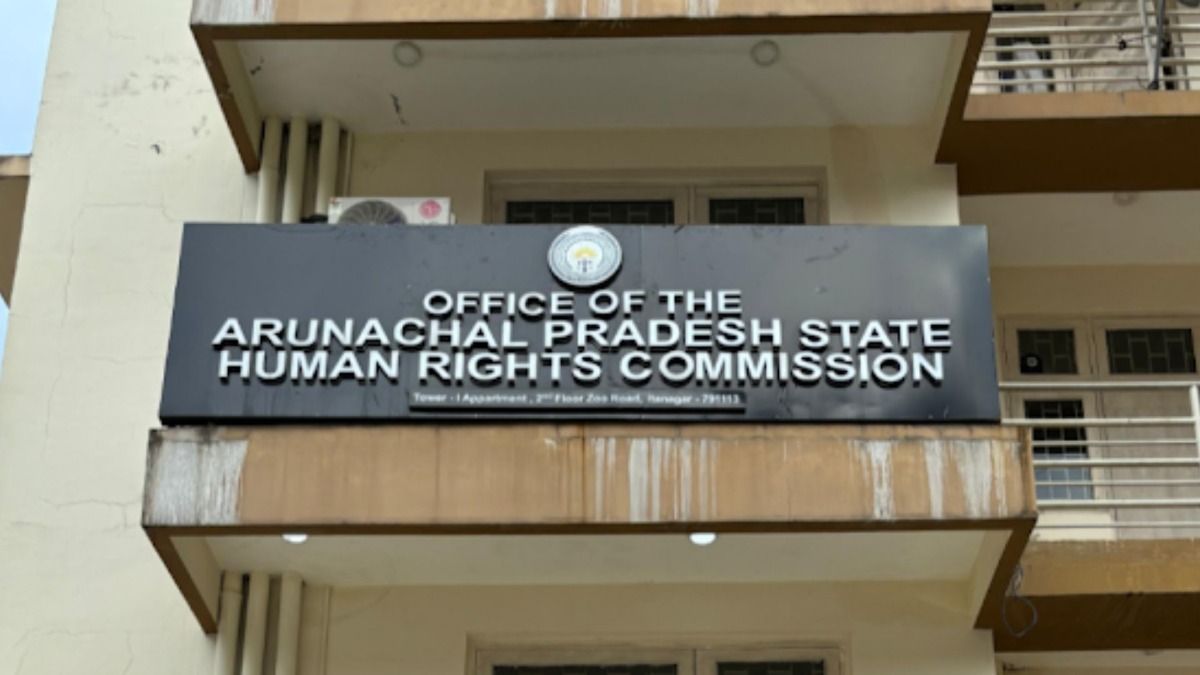 OFFICE OF THE
ARUNACHAL PRADESH STATE
HUMAN RIGHTS COMMISSION
Tower - I Appartment , 2nd Floor Zoo Road, Itanagar - 791113